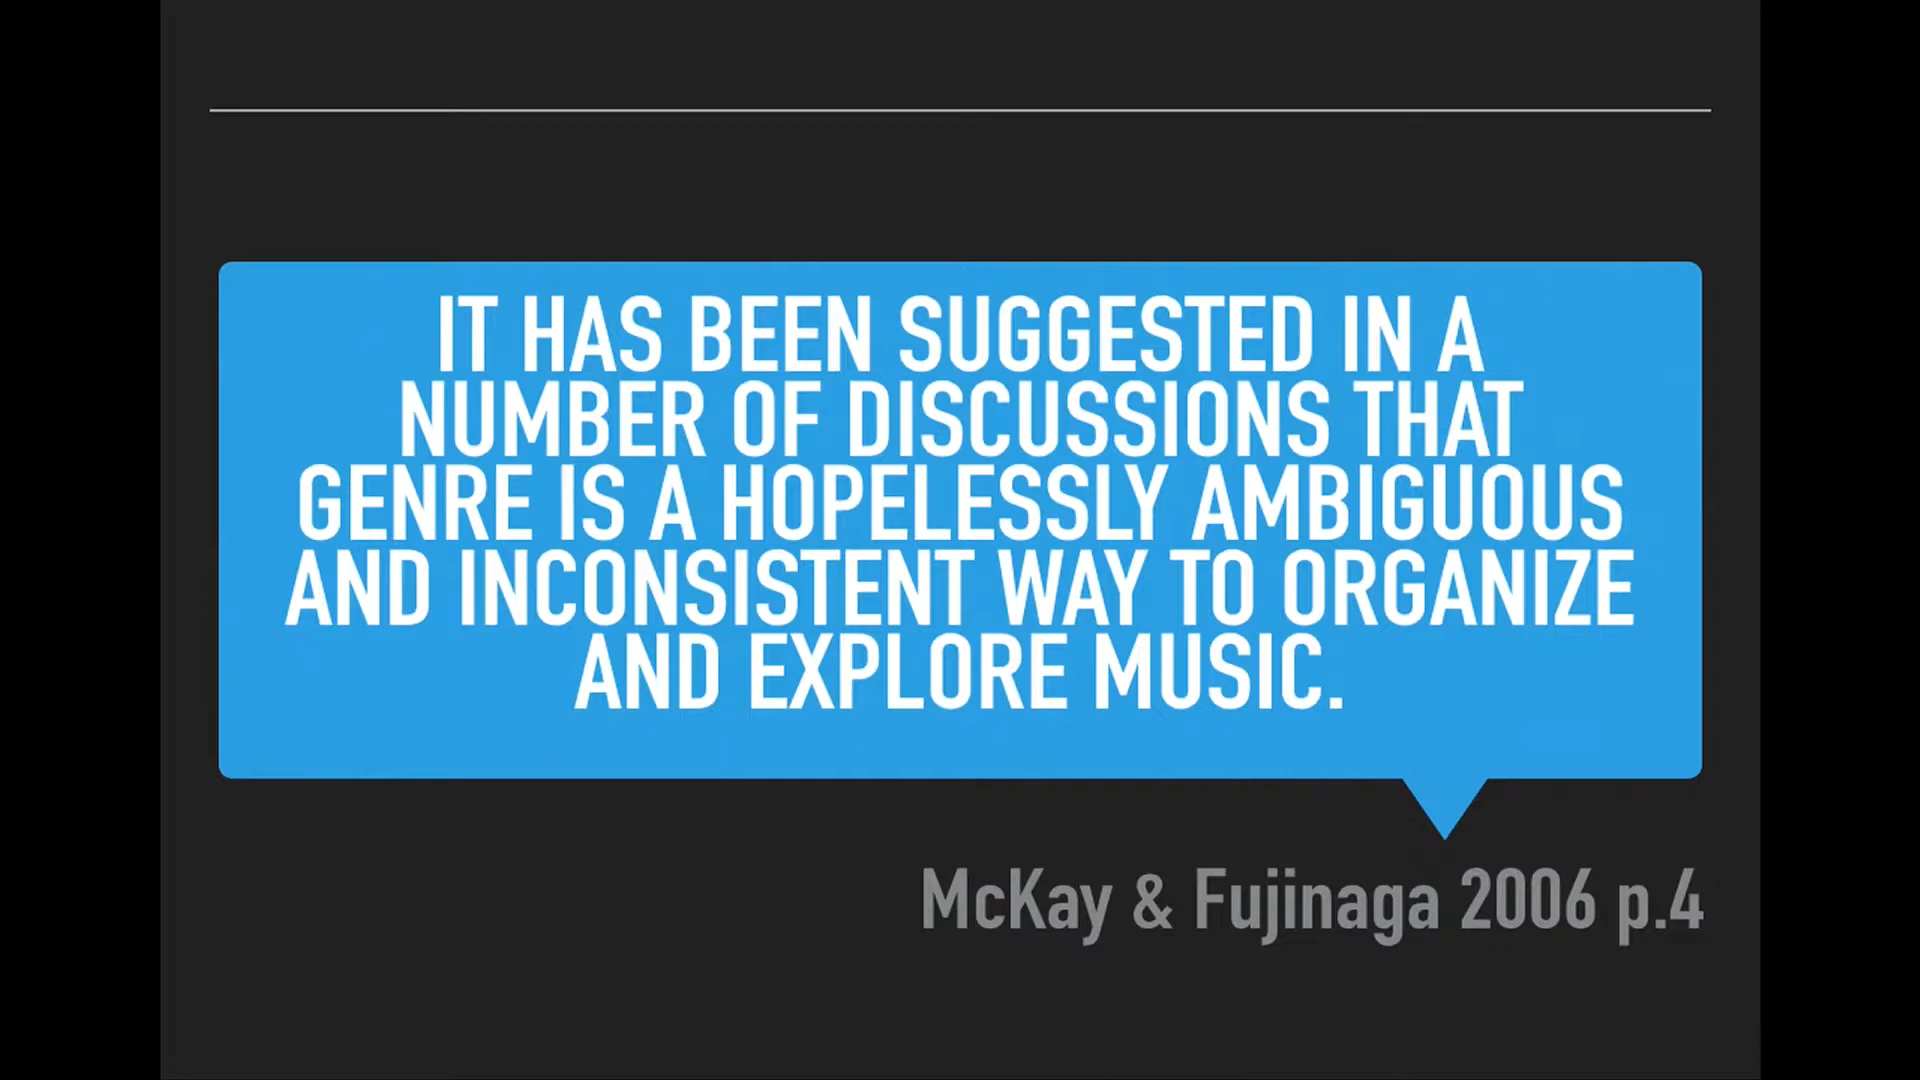 IT HAS BEEN SUGGESTED IN A
NUMBER OF DISCUSSIONS THAT
GENRE IS A HOPELESSLY AMBIGUOUS
AND INCONSISTENT WAY TO ORGANIZE
AND EXPLORE MUSIC.
McKay & Fujinaga 2006 p.4